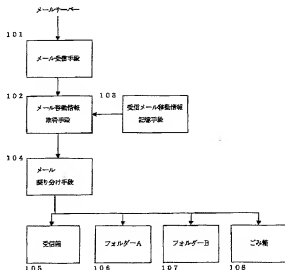 メールサーバー
101
メール受信手段
102
メール移動情報
取得手段
103
受信メール移動情報
記憶手段
104
メール
振り分け手段
受信箱
フォルダーA
フォルダーB
ごみ箱
105
106
107
108